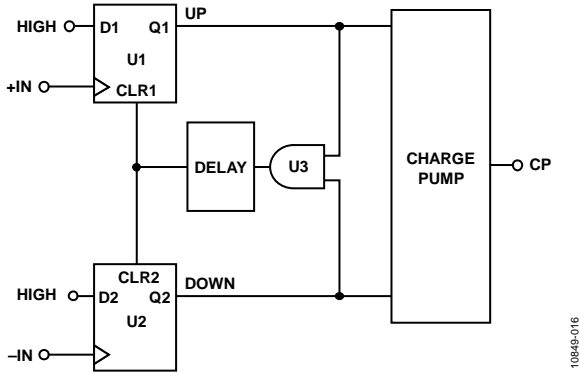 UP
HIGH
D1
Q1
U1
+IN
CLR1
DELAY
U3
CHARGE
PUMP
CP
CLR2
DOWN
HIGH
D2
Q2
U2
–IN
10849-016